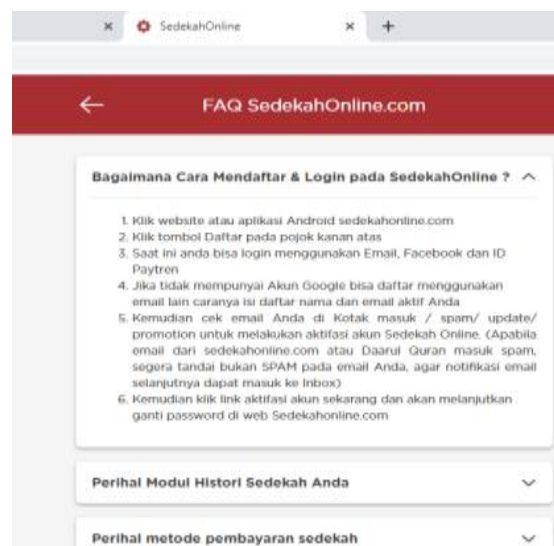 SedekahOnline
FAQ SedekahOnline.com
Bagaimana Cara Mendaftar & Login pada SedekahOnline ?
1. Klik website atau aplikasi Android sedekahonline.com
2. Klik tombol Daftar pada pojok kanan atas
3. Saat ini anda bisa login menggunakan Email, Facebook dan ID
Paytren
4. Jika tidak mempunyai Akun Google bisa daftar menggunakan
email lain caranya isi daftar nama dan email aktif Anda
5. Kemudian cek email Anda di Kotak masuk / spam/ update/
promotion untuk melakukan aktifasi akun Sedekah Online. (Apabila
email dari sedekahonline.com atau Daarul Quran masuk spam,
segera tandai bukan SPAM pada email Anda, agar notifikasi email
selanjutnya dapat masuk ke Inbox)
6. Kemudian klik link aktifasi akun sekarang dan akan melanjutkan
ganti password di web Sedekahonline.com
Perihal Modul Histori Sedekah Anda
Perihal metode pembayaran sedekah